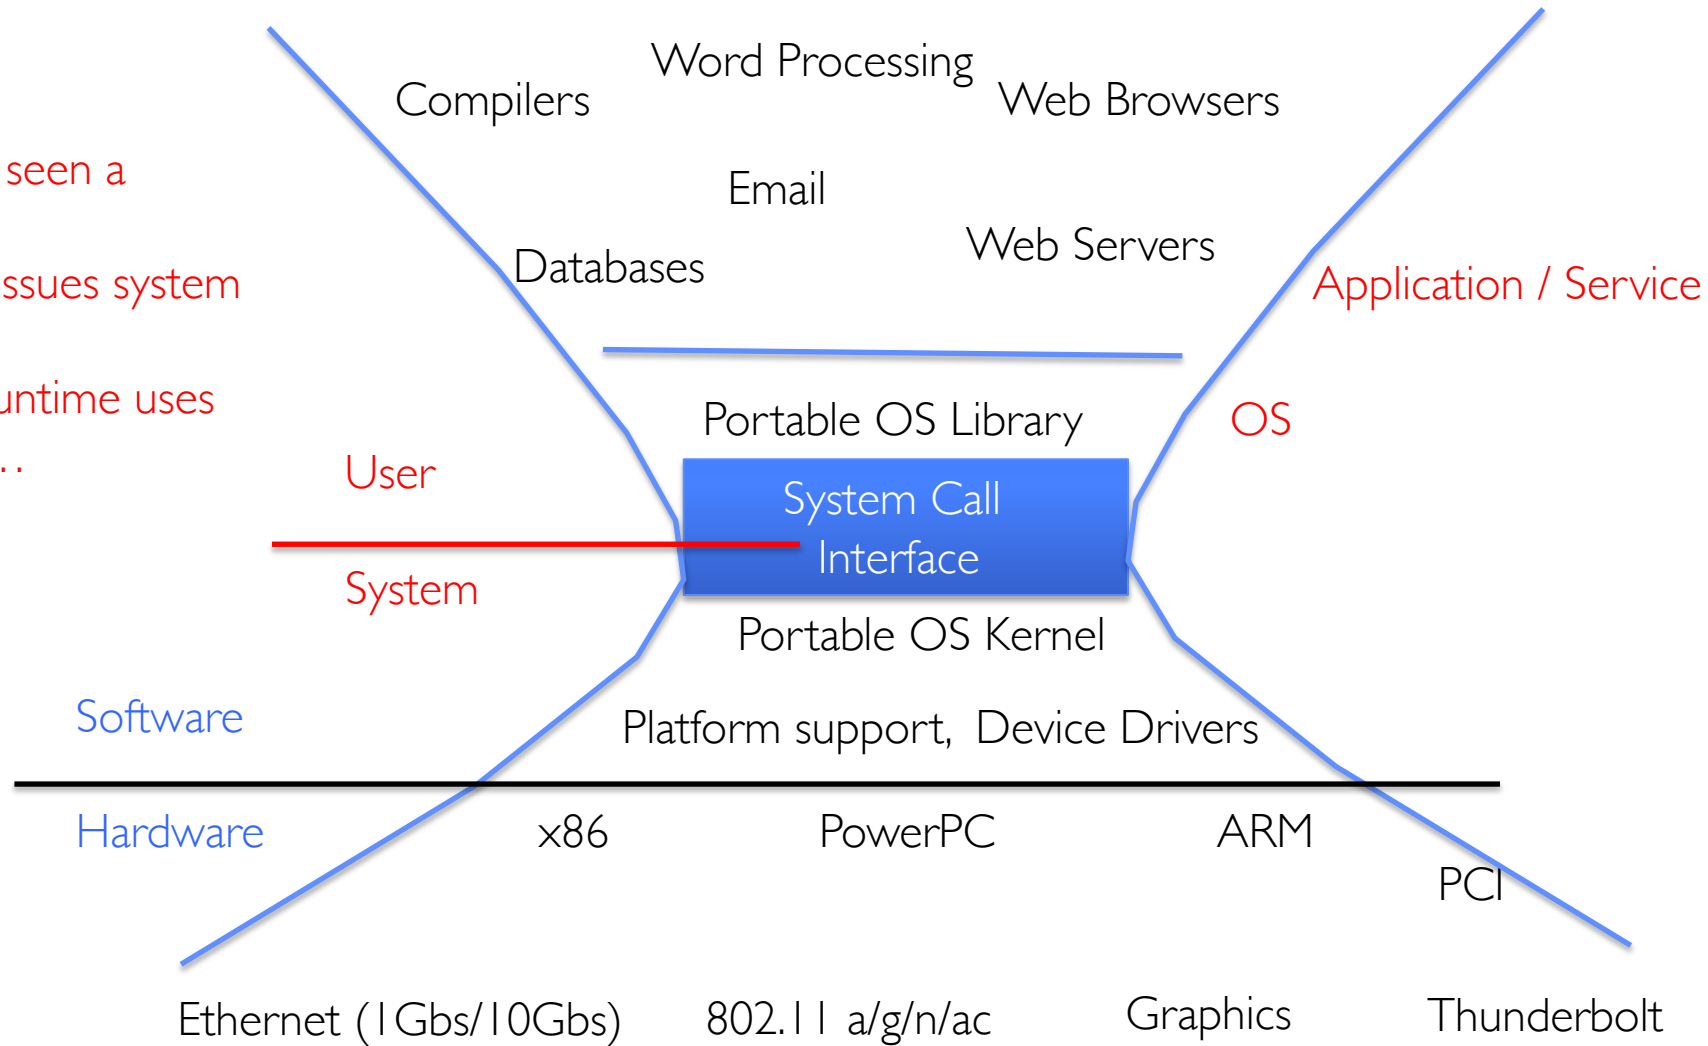 Word Processing
Compilers
Web Browsers
seen a
Email
Web Servers
Databases
ssues system
Application / Service
untime uses
Portable OS Library
OS
..
User
System Call
Interface
System
Portable OS Kernel
Software
Platform support, Device Drivers
Hardware
x86
PowerPC
ARM
PCI
Ethernet (1Gbs/10Gbs)
802.11 a/g/n/ac
Graphics
Thunderbolt